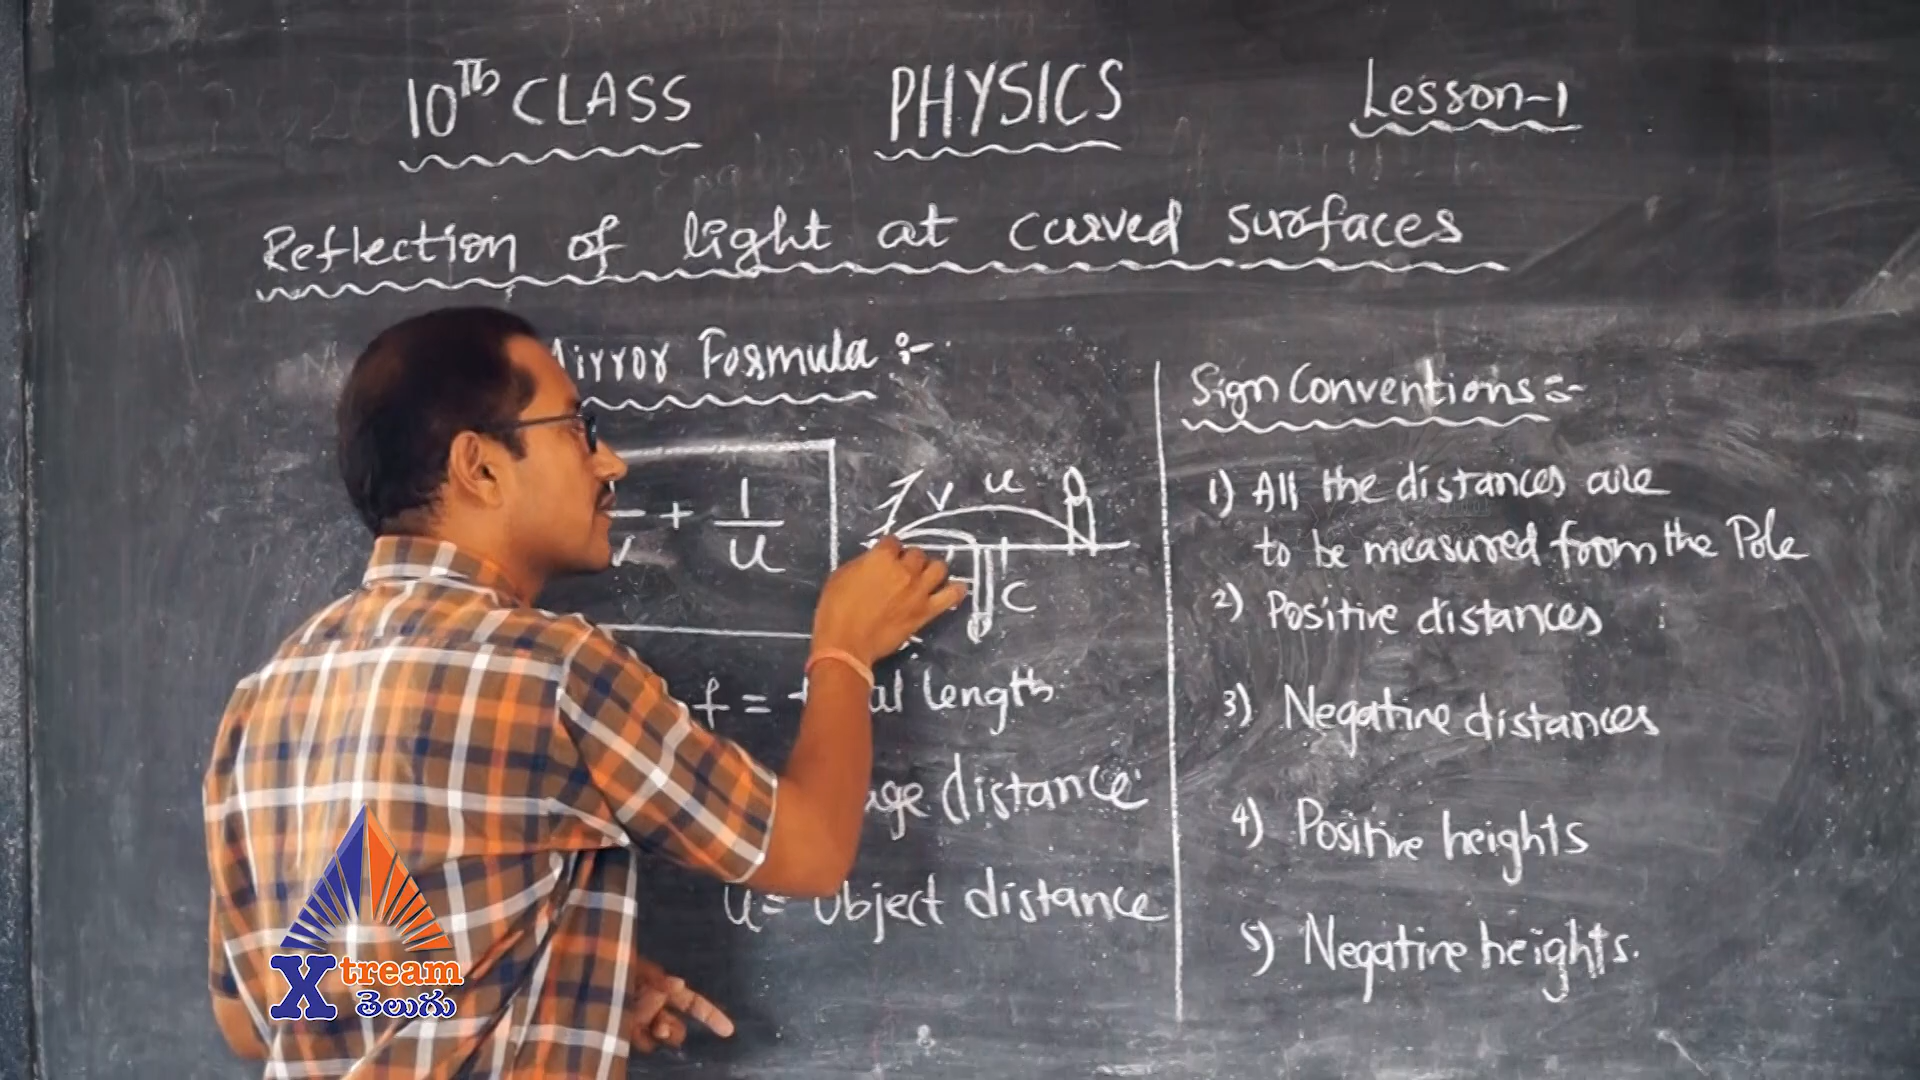 10Th CLASS PHYSICS Lesson-1
Reflection of light at curved surfaces
Mirror Formula :-
+ 1/u
v u
C
f = focal length
distance
u = Object distance
Sign Conventions :-
1) All the distances are
to be measured from the Pole
2) Positive distances
3) Negative distances
4) Positive heights
5) Negative heights.
Xtream
తెలుగు